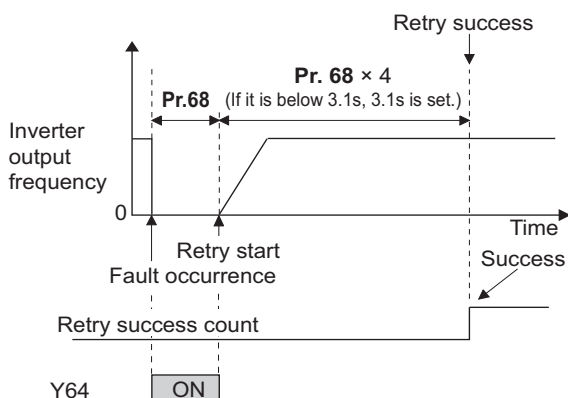 Retry success
Pr. 68 × 4
Pr.68
(If it is below 3.1s, 3.1s is set.)
Inverter
output
frequency
0
Time
Retry start
Fault occurrence
Success
Retry success count
Y64
ON